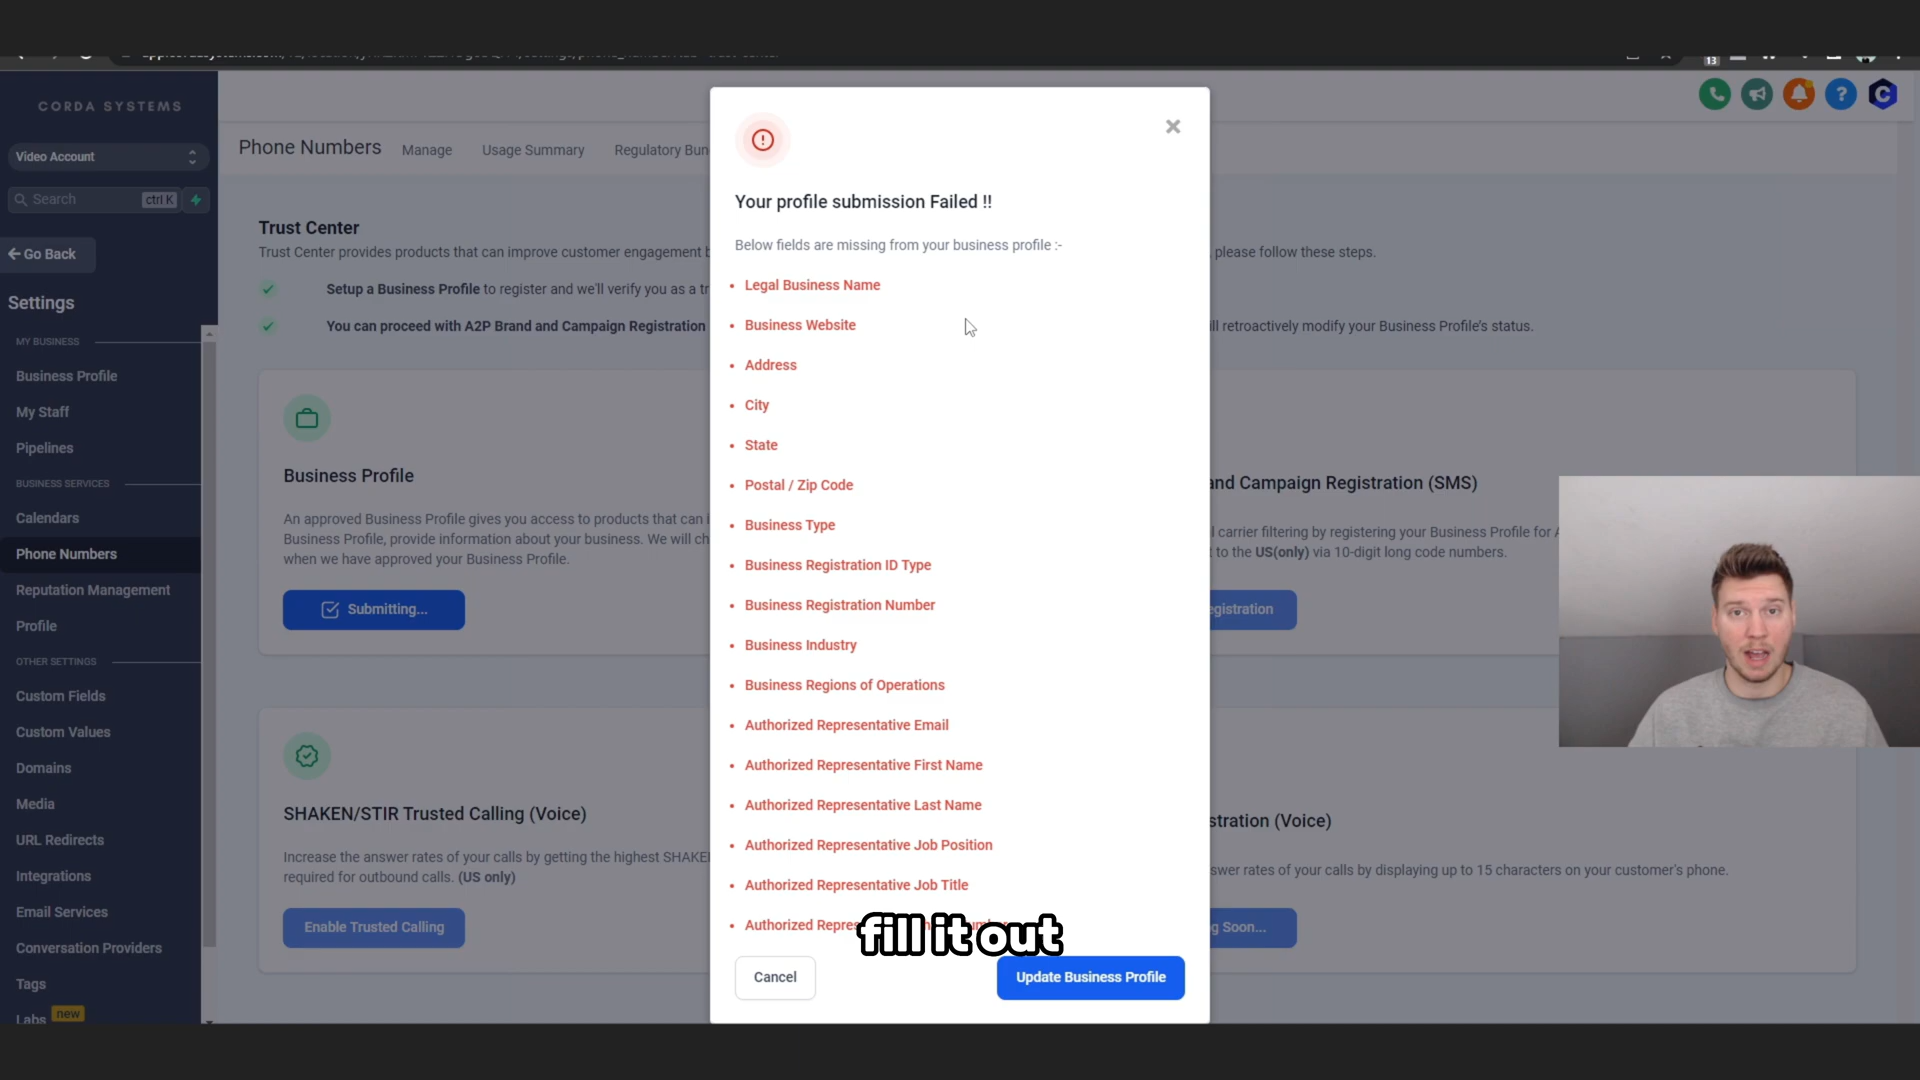 CORDA SYSTEMS
Video Account
Search
ctrl K
Go Back
Settings
MY BUSINESS
Business Profile
My Staff
Pipelines
BUSINESS SERVICES
Calendars
Phone Numbers
Reputation Management
Profile
OTHER SETTINGS
Custom Fields
Custom Values
Domains
Media
URL Redirects
Integrations
Email Services
Conversation Providers
Tags
Labs new
13
Phone Numbers
Manage
Usage Summary
Regulatory Bun
Trust Center
Trust Center provides products that can improve customer engagement
please follow these steps.
Setup a Business Profile to register and we'll verify you as a
You can proceed with A2P Brand and Campaign Registration
retroactively modify your Business Profile's status.
Business Profile
An approved Business Profile gives you access to products that can
Business Profile, provide information about your business. We will
when we have approved your Business Profile.
Submitting...
and Campaign Registration (SMS)
carrier filtering by registering your Business Profile for
to the US(only) via 10-digit long code numbers.
egistration
SHAKEN/STIR Trusted Calling (Voice)
Increase the answer rates of your calls by getting the highest SHAKE
required for outbound calls. (US only)
Enable Trusted Calling
stration (Voice)
swer rates of your calls by displaying up to 15 characters on your customer's phone.
g Soon...
Your profile submission Failed !!
Below fields are missing from your business profile :-
• Legal Business Name
• Business Website
• Address
• City
• State
• Postal / Zip Code
• Business Type
• Business Registration ID Type
• Business Registration Number
• Business Industry
• Business Regions of Operations
• Authorized Representative Email
• Authorized Representative First Name
• Authorized Representative Last Name
• Authorized Representative Job Position
• Authorized Representative Job Title
• Authorized
fill it out
Cancel
Update Business Profile